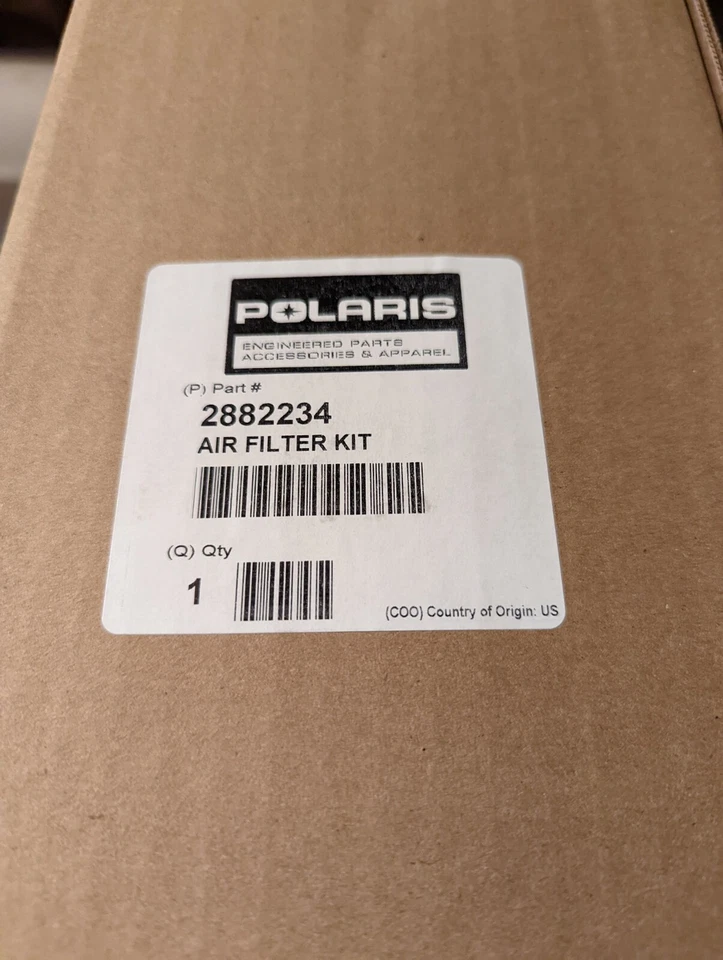 POLARIS
ENGINEERED PARTS
ACCESSORIES & APPAREL
(P) Part #
2882234
AIR FILTER KIT
(Q) Qty
1
(COO) Country of Origin: US